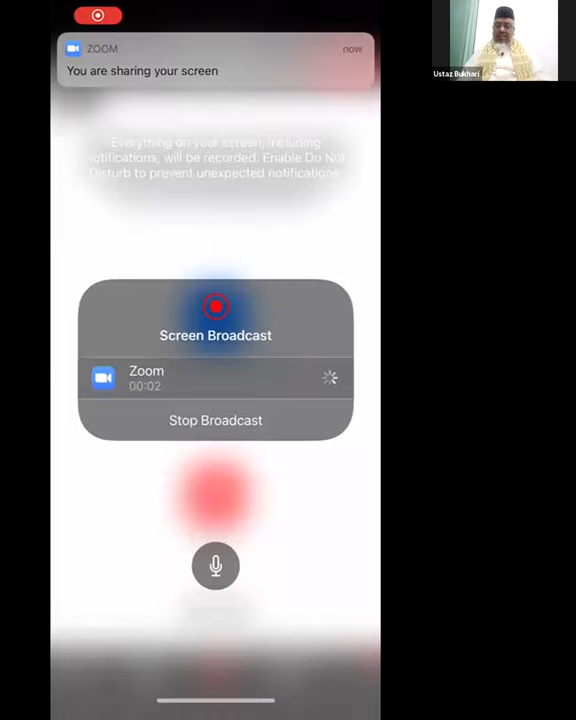 ZOOM
now
You are sharing your screen
Everything on your screen, including
notifications, will be recorded. Enable Do Not
Disturb to prevent unexpected notifications.
Screen Broadcast
Zoom
00:02
Stop Broadcast
Ustaz Bukhari